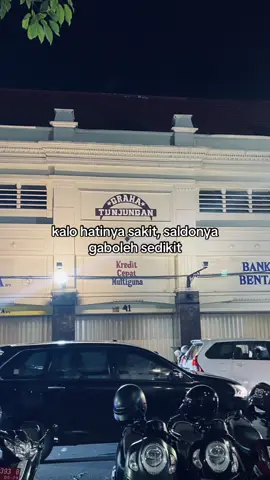 GRAHA
TUNJUNGAN
kalo hatinya sakit, saldonya
gaboleh sedikit
Kredit
Cepat
Multiguna
BANK
BENTA
41